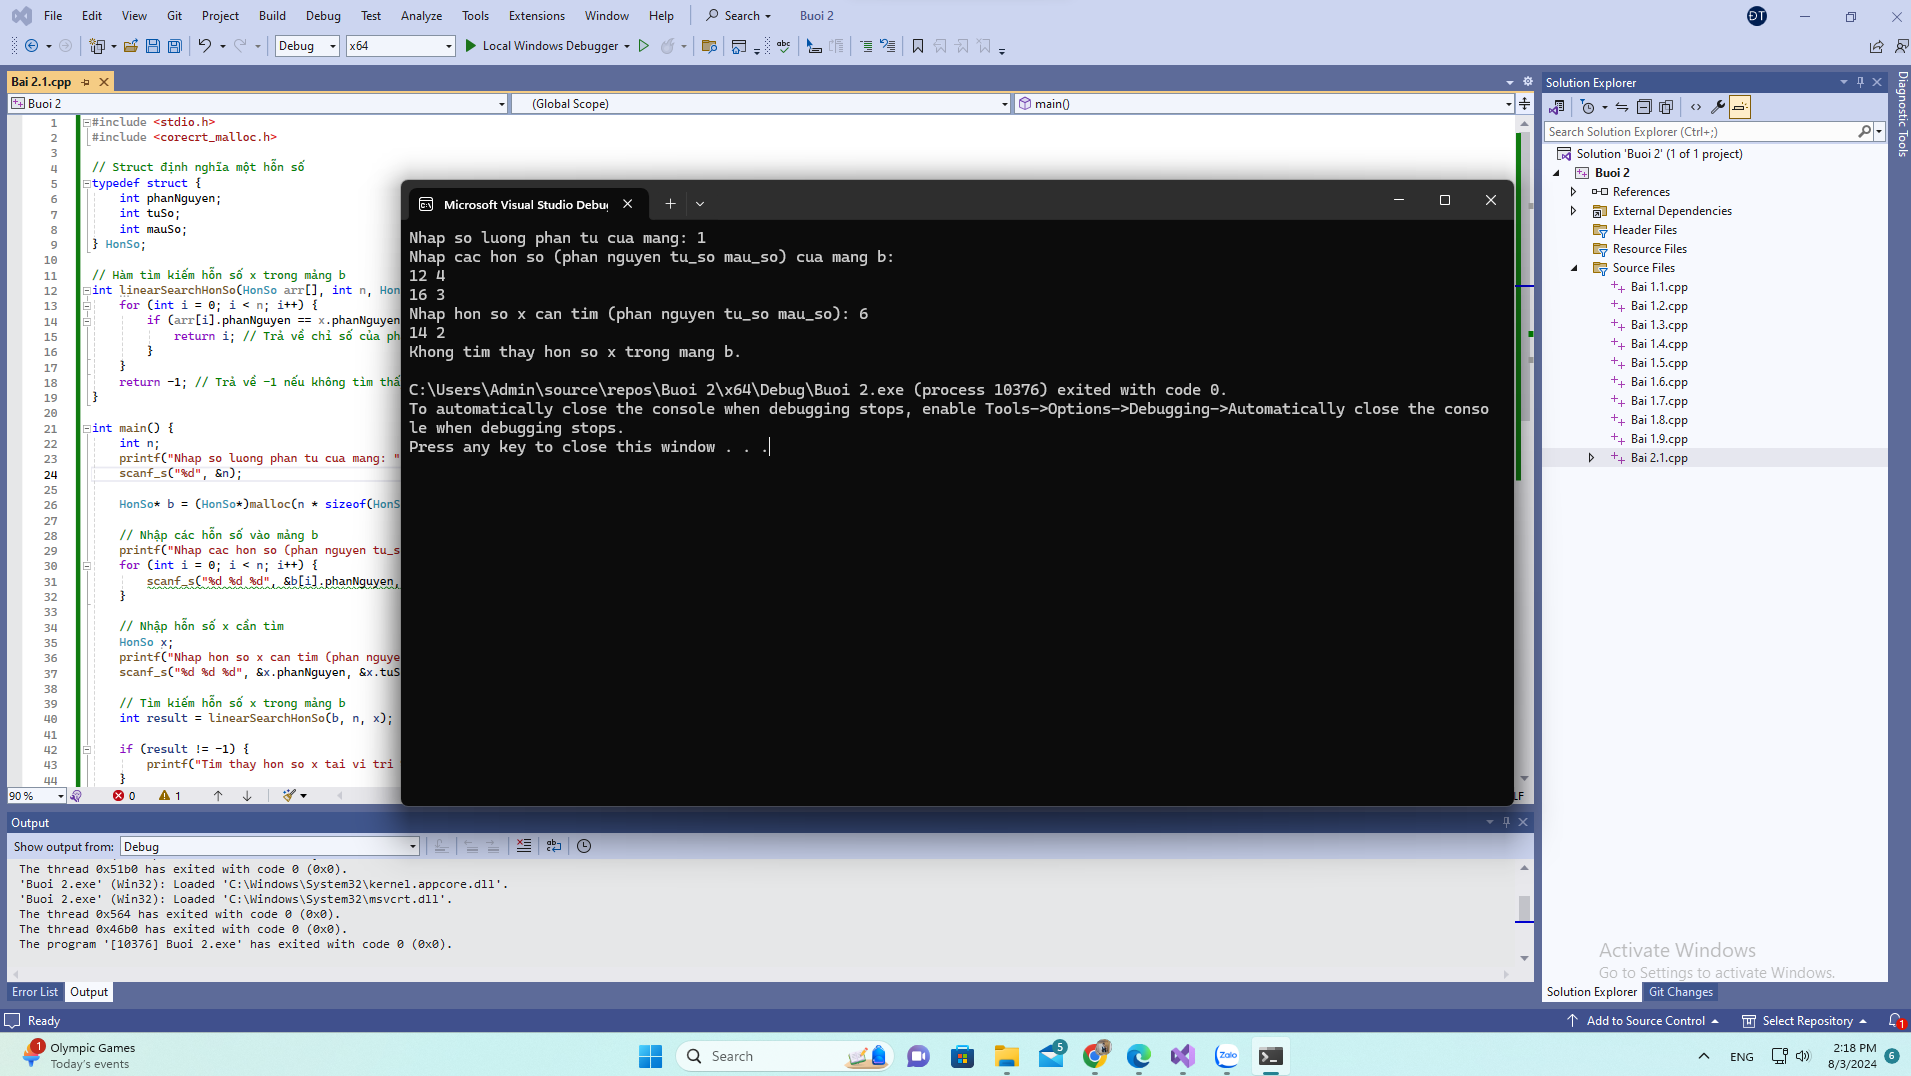 File Edit View Git Project Build Debug Test Analyze Tools Extensions Window Help Search Buoi 2 ĐT
Debug x64 Local Windows Debugger
Bai 2.1.cpp
Buoi 2 (Global Scope) main()
1 #include <stdio.h>
2 #include <corecrt_malloc.h>
3
4 // Struct định nghĩa một hỗn số
5 typedef struct {
6 int phanNguyen;
7 int tuSo;
8 int mauSo;
9 } HonSo;
10
11 // Hàm tìm kiếm hỗn số x trong mảng b
12 int linearSearchHonSo(HonSo arr[], int n, Hon
13 for (int i = 0; i < n; i++) {
14 if (arr[i].phanNguyen == x.phanNguyen
15 return i; // Trả về chỉ số của ph
16 }
17 }
18 return -1; // Trả về -1 nếu không tìm thấ
19 }
20
21 int main() {
22 int n;
23 printf("Nhap so luong phan tu cua mang: "
24 scanf_s("%d", &n);
25
26 HonSo* b = (HonSo*)malloc(n * sizeof(HonS
27
28 // Nhập các hỗn số vào mảng b
29 printf("Nhap cac hon so (phan nguyen tu_s
30 for (int i = 0; i < n; i++) {
31 scanf_s("%d %d %d", &b[i].phanNguyen,
32 }
33
34 // Nhập hỗn số x cần tìm
35 HonSo x;
36 printf("Nhap hon so x can tim (phan nguye
37 scanf_s("%d %d %d", &x.phanNguyen, &x.tuS
38
39 // Tìm kiếm hỗn số x trong mảng b
40 int result = linearSearchHonSo(b, n, x);
41
42 if (result != -1) {
43 printf("Tim thay hon so x tai vi tri
44 }
90 % 0 1 LF
Microsoft Visual Studio Debug
Nhap so luong phan tu cua mang: 1
Nhap cac hon so (phan nguyen tu_so mau_so) cua mang b:
12 4
16 3
Nhap hon so x can tim (phan nguyen tu_so mau_so): 6
14 2
Khong tim thay hon so x trong mang b.
C:\Users\Admin\source\repos\Buoi 2\x64\Debug\Buoi 2.exe (process 10376) exited with code 0.
To automatically close the console when debugging stops, enable Tools->Options->Debugging->Automatically close the conso
le when debugging stops.
Press any key to close this window . . .
Solution Explorer
Search Solution Explorer (Ctrl+;)
Solution 'Buoi 2' (1 of 1 project)
Buoi 2
References
External Dependencies
Header Files
Resource Files
Source Files
Bai 1.1.cpp
Bai 1.2.cpp
Bai 1.3.cpp
Bai 1.4.cpp
Bai 1.5.cpp
Bai 1.6.cpp
Bai 1.7.cpp
Bai 1.8.cpp
Bai 1.9.cpp
Bai 2.1.cpp
Diagnostic Tools
Activate Windows
Go to Settings to activate Windows.
Solution Explorer Git Changes
Output
Show output from: Debug
The thread 0x51b0 has exited with code 0 (0x0).
'Buoi 2.exe' (Win32): Loaded 'C:\Windows\System32\kernel.appcore.dll'.
'Buoi 2.exe' (Win32): Loaded 'C:\Windows\System32\msvcrt.dll'.
The thread 0x564 has exited with code 0 (0x0).
The thread 0x46b0 has exited with code 0 (0x0).
The program '[10376] Buoi 2.exe' has exited with code 0 (0x0).
Error List Output
Ready Add to Source Control Select Repository 1
1 Olympic Games
Today's events
Search
5
Zalo
ENG
2:18 PM
8/3/2024
6